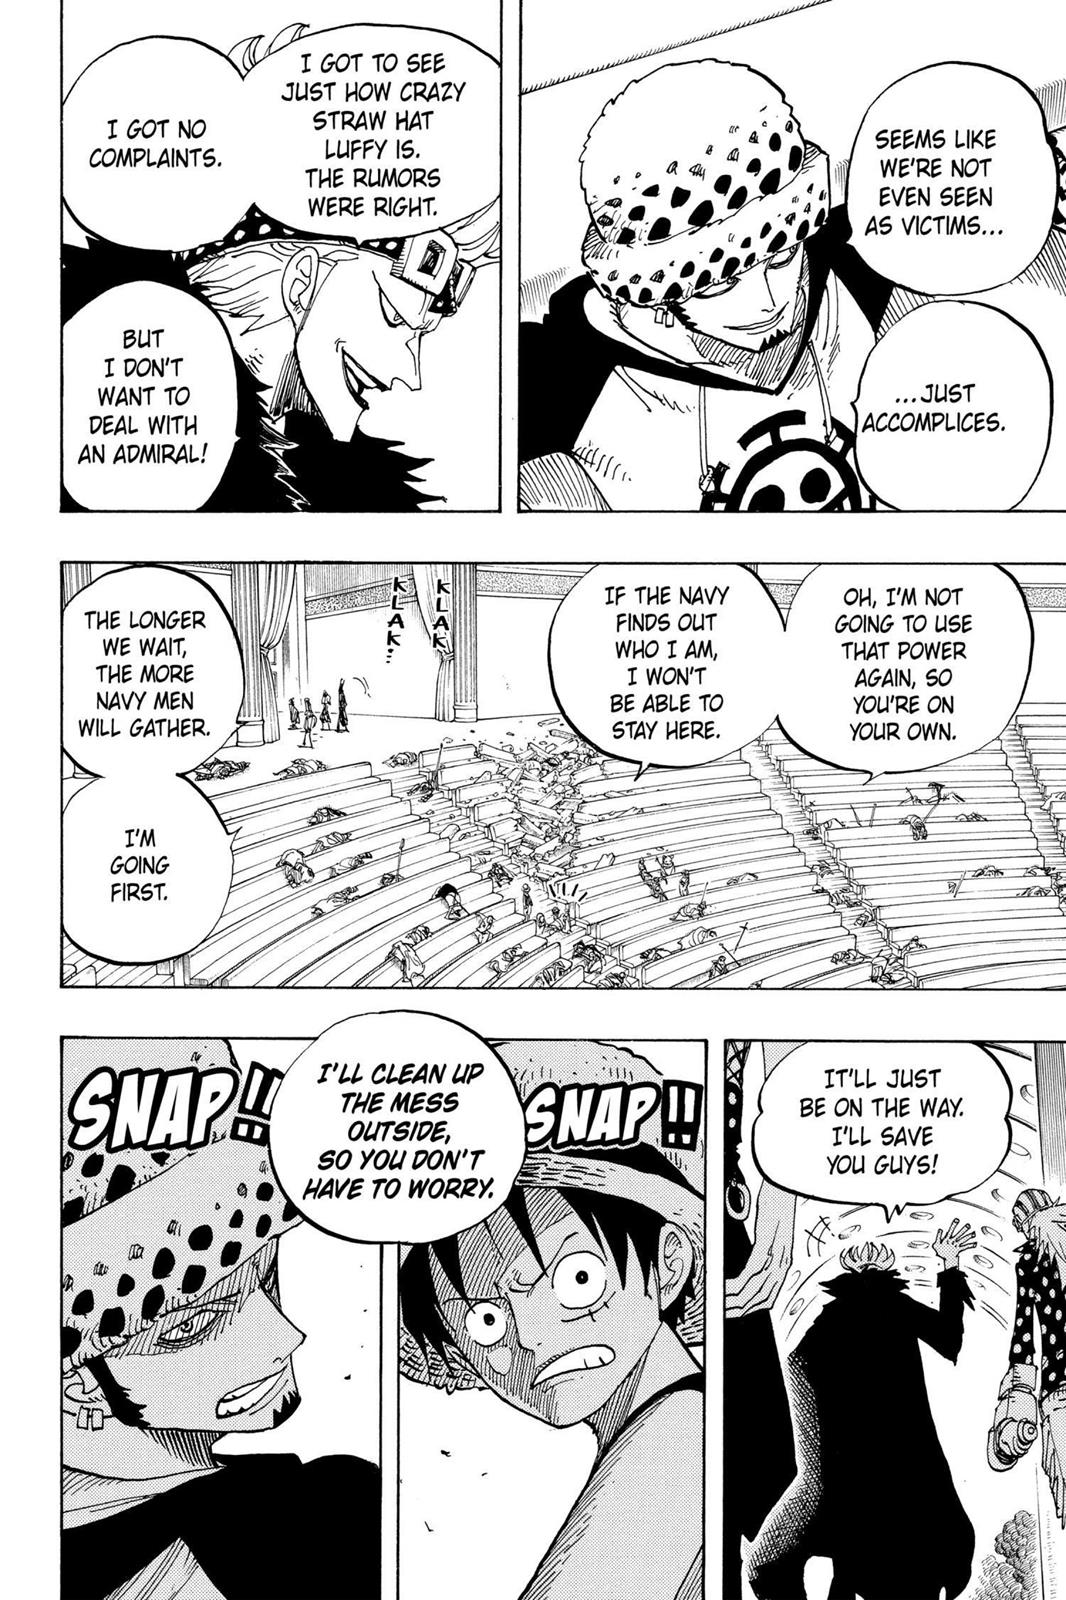 SEEMS LIKE
WE'RE NOT
EVEN SEEN
AS VICTIMS...
...JUST
ACCOMPLICES.
I GOT TO SEE
JUST HOW CRAZY
STRAW HAT
LUFFY IS.
THE RUMORS
WERE RIGHT.
I GOT NO
COMPLAINTS.
BUT
I DON'T
WANT TO
DEAL WITH
AN ADMIRAL!
OH, I'M NOT
GOING TO USE
THAT POWER
AGAIN, SO
YOU'RE ON
YOUR OWN.
IF THE NAVY
FINDS OUT
WHO I AM,
I WON'T
BE ABLE TO
STAY HERE.
KLAK
KLAK...
THE LONGER
WE WAIT,
THE MORE
NAVY MEN
WILL GATHER.
I'M
GOING
FIRST.
IT'LL JUST
BE ON THE WAY.
I'LL SAVE
YOU GUYS!
SNAP!!
I'LL CLEAN UP
THE MESS
OUTSIDE,
SO YOU DON'T
HAVE TO WORRY.
SNAP!!